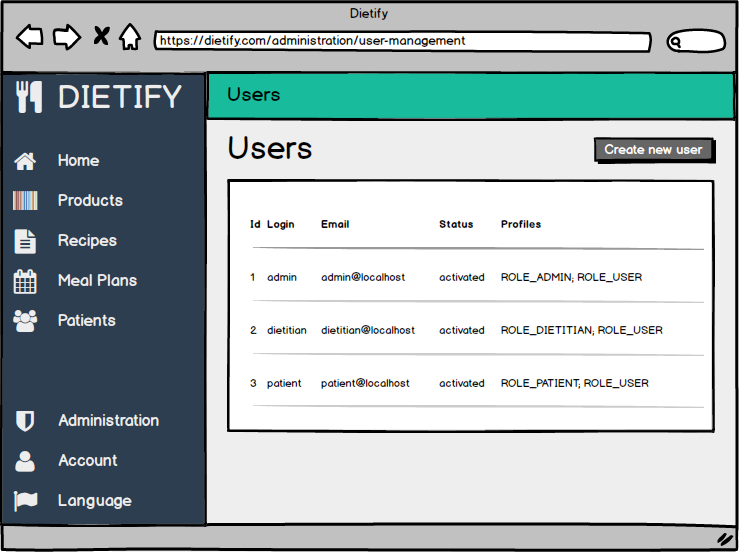 Dietify
https://dietify.com/administration/user-management
DIETIFY
Home
Products
Recipes
Meal Plans
Patients
Administration
Account
Language
Users
Users
Create new user
Id Login Email Status Profiles
1 admin admin@localhost activated ROLE_ADMIN; ROLE_USER
2 dietitian dietitian@localhost activated ROLE_DIETITIAN; ROLE_USER
3 patient patient@localhost activated ROLE_PATIENT; ROLE_USER